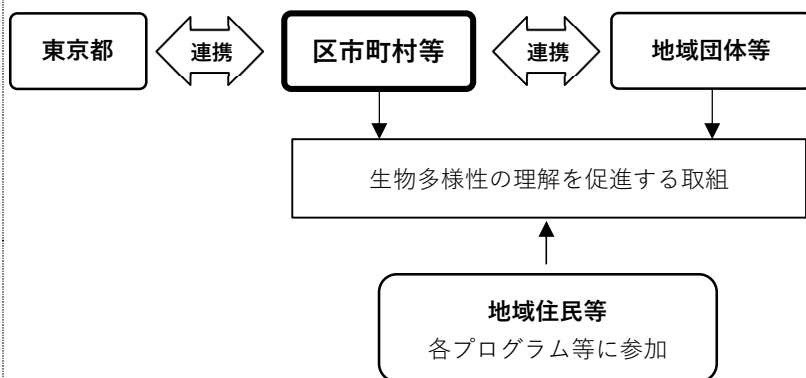 東京都
連携
区市町村等
連携
地域団体等
生物多様性の理解を促進する取組
地域住民等
各プログラム等に参加